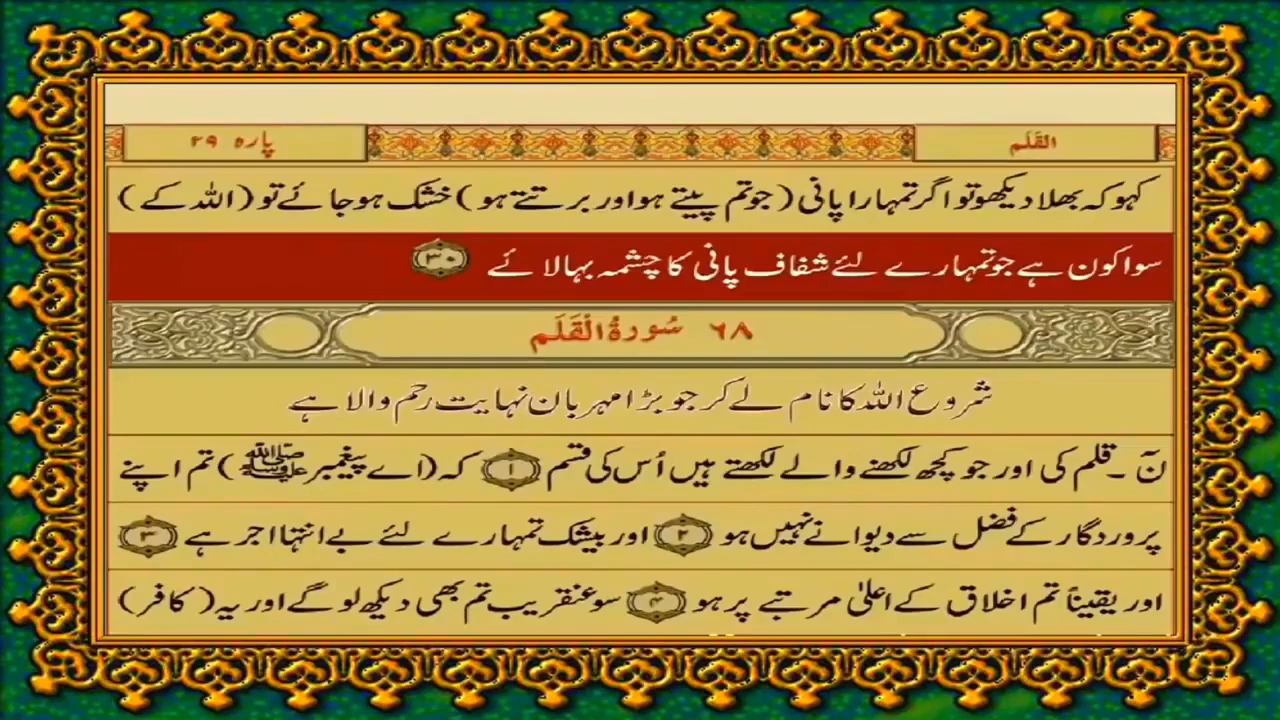 القلم پارہ ۲۹
کہو کہ بھلا دیکھو تو اگر تمہارا پانی (جو تم پیتے ہو اور برتتے ہو) خشک ہو جائے تو (اللہ کے)
سوا کون ہے جو تمہارے لئے شفاف پانی کا چشمہ بہا لائے ۳۰
۶۸ سُورۃُ الْقَلَم
شروع اللہ کا نام لے کر جو بڑا مہربان نہایت رحم والا ہے
نٓ ۔ قلم کی اور جو کچھ لکھنے والے لکھتے ہیں اُس کی قسم ۱ کہ (اے پیغمبر ﷺ) تم اپنے
پروردگار کے فضل سے دیوانے نہیں ہو ۲ اور بیشک تمہارے لئے بے انتہا اجر ہے ۳
اور یقیناً تم اخلاق کے اعلیٰ مرتبے پر ہو ۴ سو عنقریب تم بھی دیکھ لو گے اور یہ (کافر)